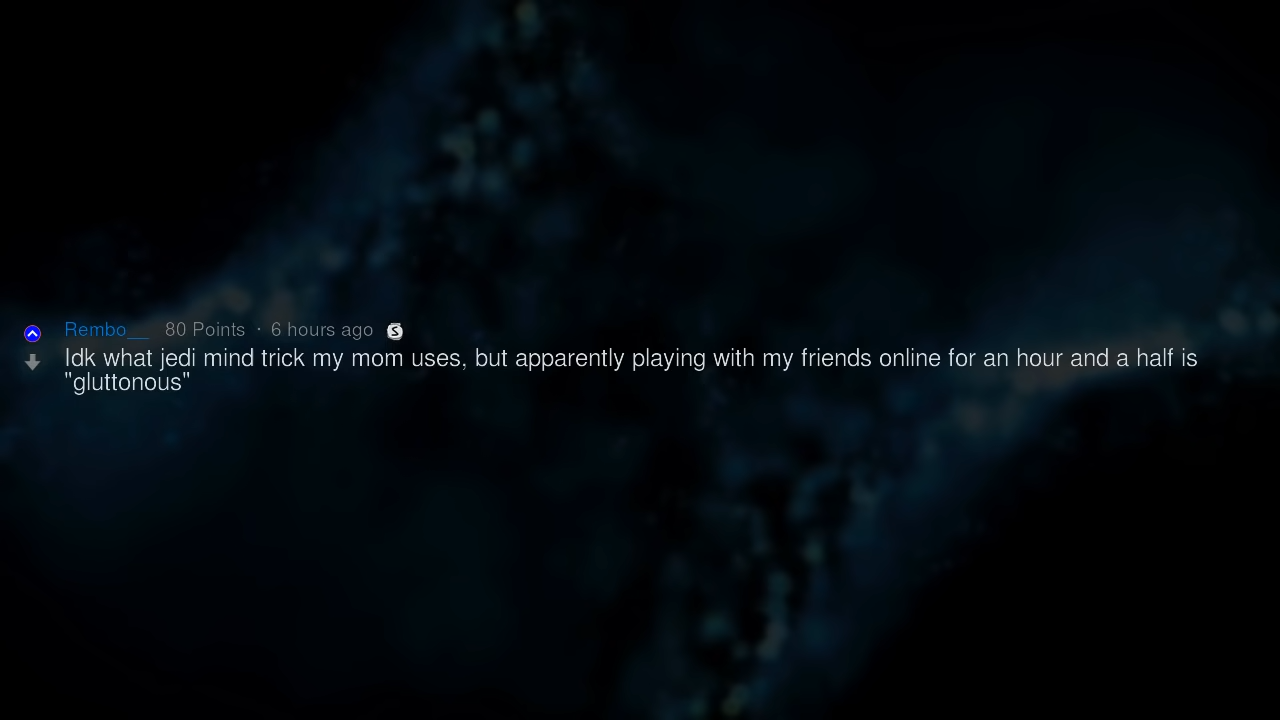 Rembo__ 80 Points · 6 hours ago S
Idk what jedi mind trick my mom uses, but apparently playing with my friends online for an hour and a half is
"gluttonous"